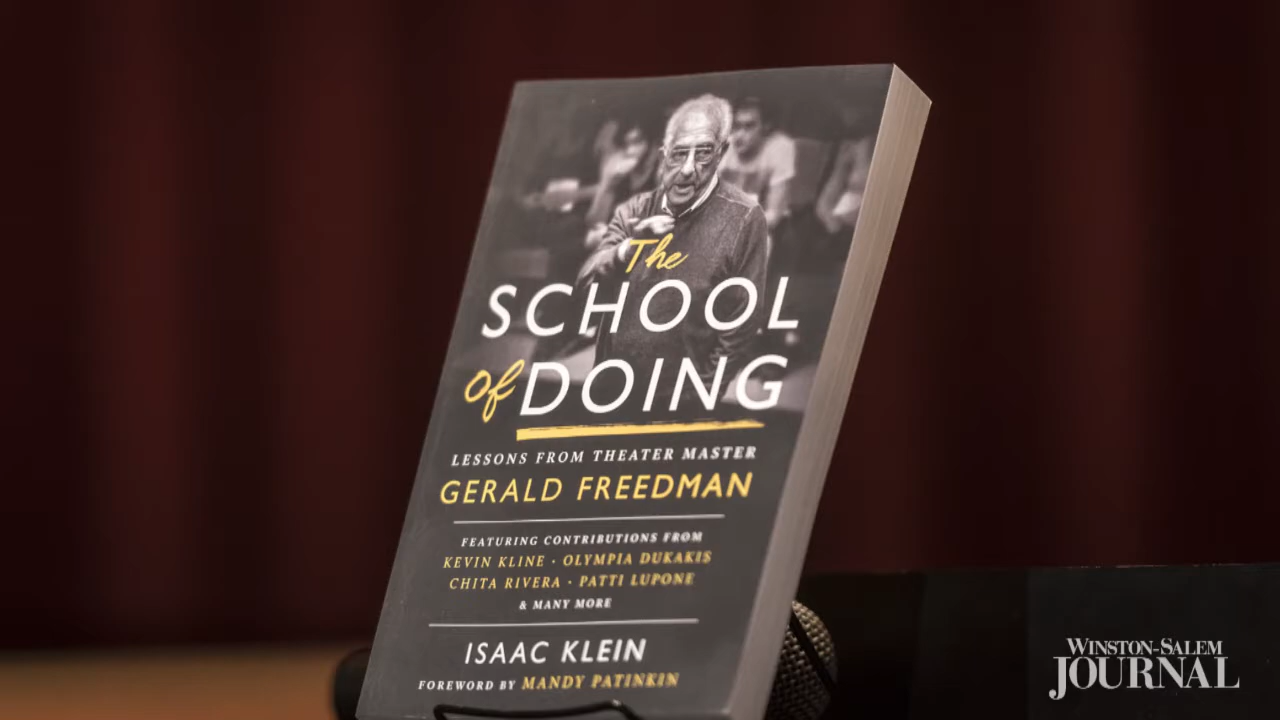 The
SCHOOL
of DOING
LESSONS FROM THEATER MASTER
GERALD FREEDMAN
FEATURING CONTRIBUTIONS FROM
KEVIN KLINE · OLYMPIA DUKAKIS
CHITA RIVERA · PATTI LUPONE
& MANY MORE
ISAAC KLEIN
FOREWORD BY MANDY PATINKIN
WINSTON-SALEM
JOURNAL